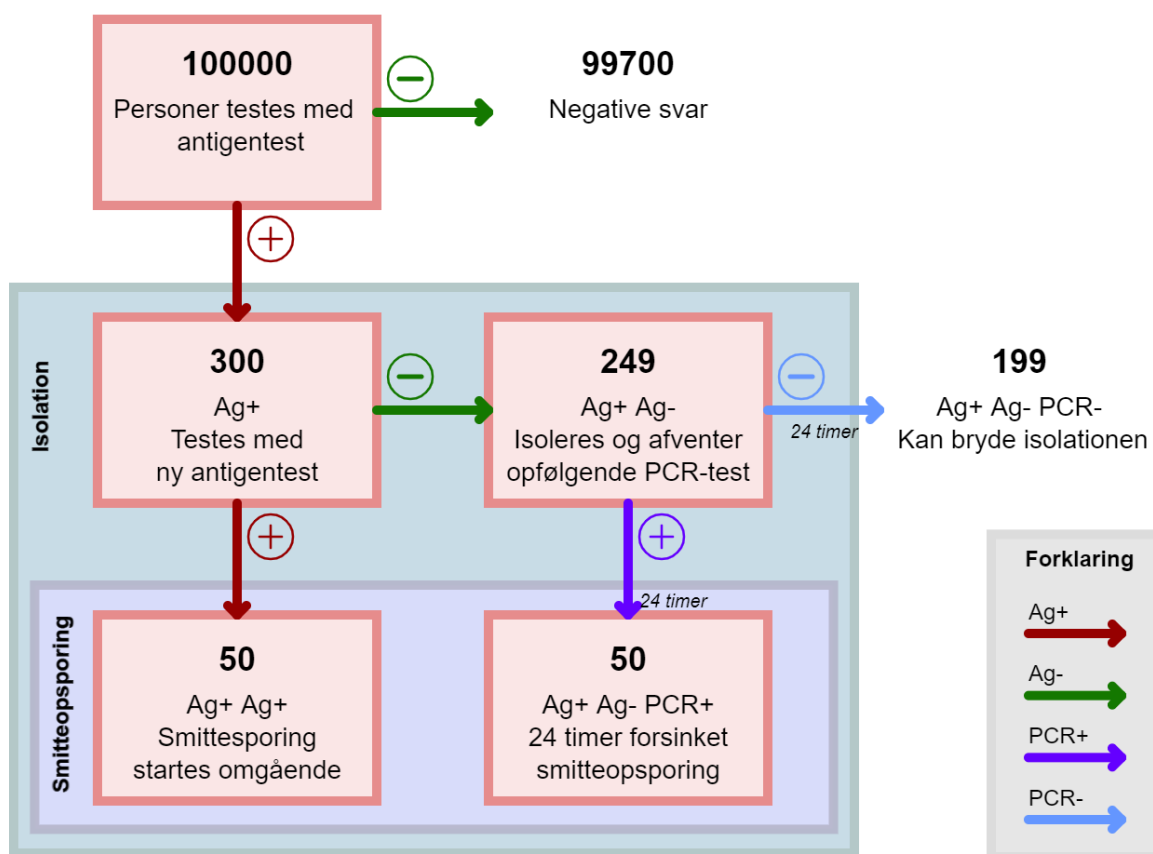 100000
Personer testes med
antigentest
99700
Negative svar
Isolation
300
Ag+
Testes med
ny antigentest
249
Ag+ Ag-
Isoleres og afventer
opfølgende PCR-test
24 timer
199
Ag+ Ag- PCR-
Kan bryde isolationen
Smitteopsporing
50
Ag+ Ag+
Smittesporing
startes omgående
24 timer
50
Ag+ Ag- PCR+
24 timer forsinket
smitteopsporing
Forklaring
Ag+
Ag-
PCR+
PCR-